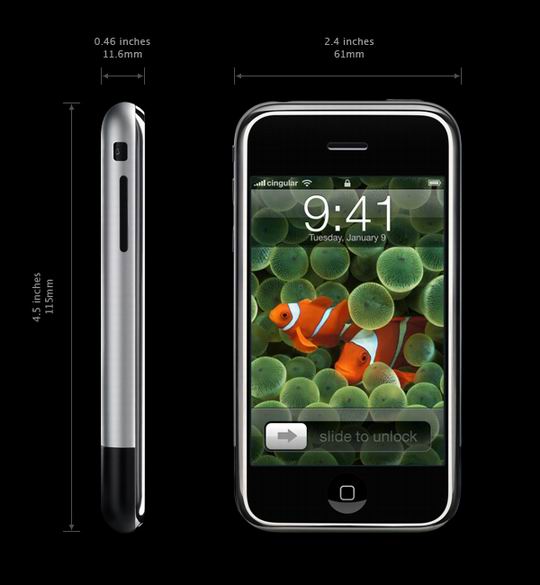 0.46 inches
11.6mm
2.4 inches
61mm
4.5 inches
115mm
cingular
9:41
Tuesday, January 9
slide to unlock